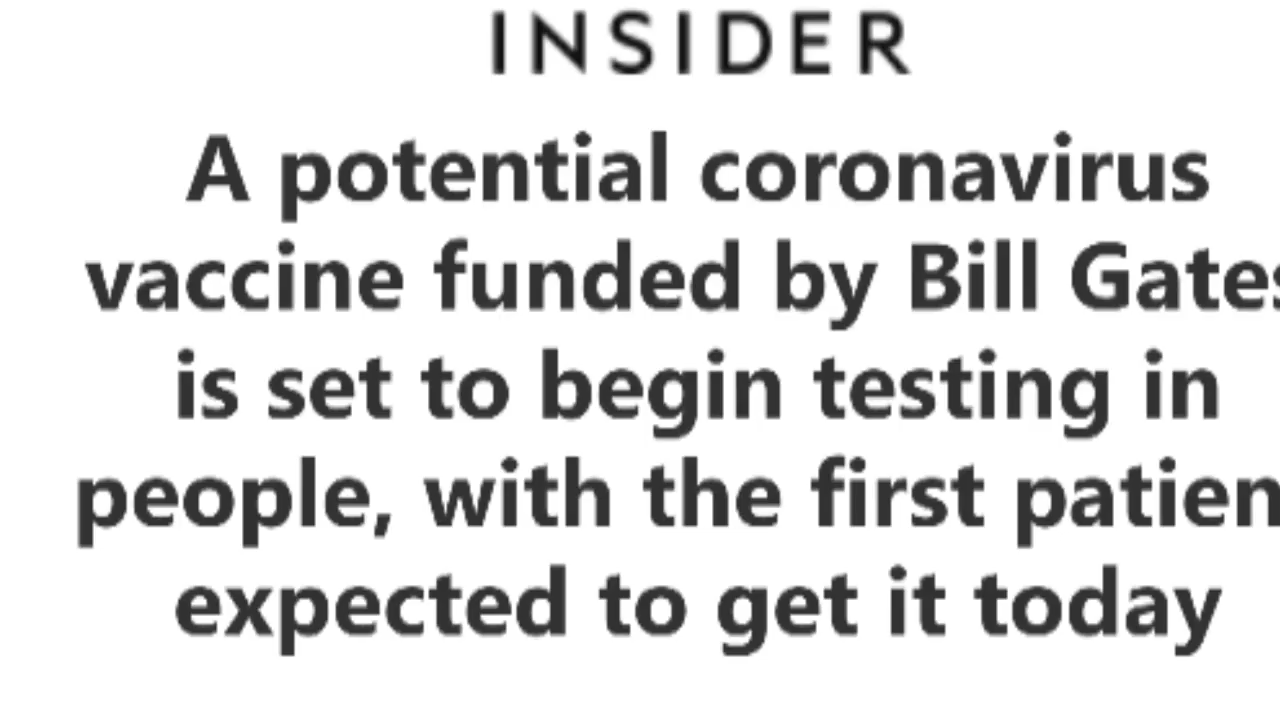 INSIDER
A potential coronavirus
vaccine funded by Bill Gates
is set to begin testing in
people, with the first patien
expected to get it today